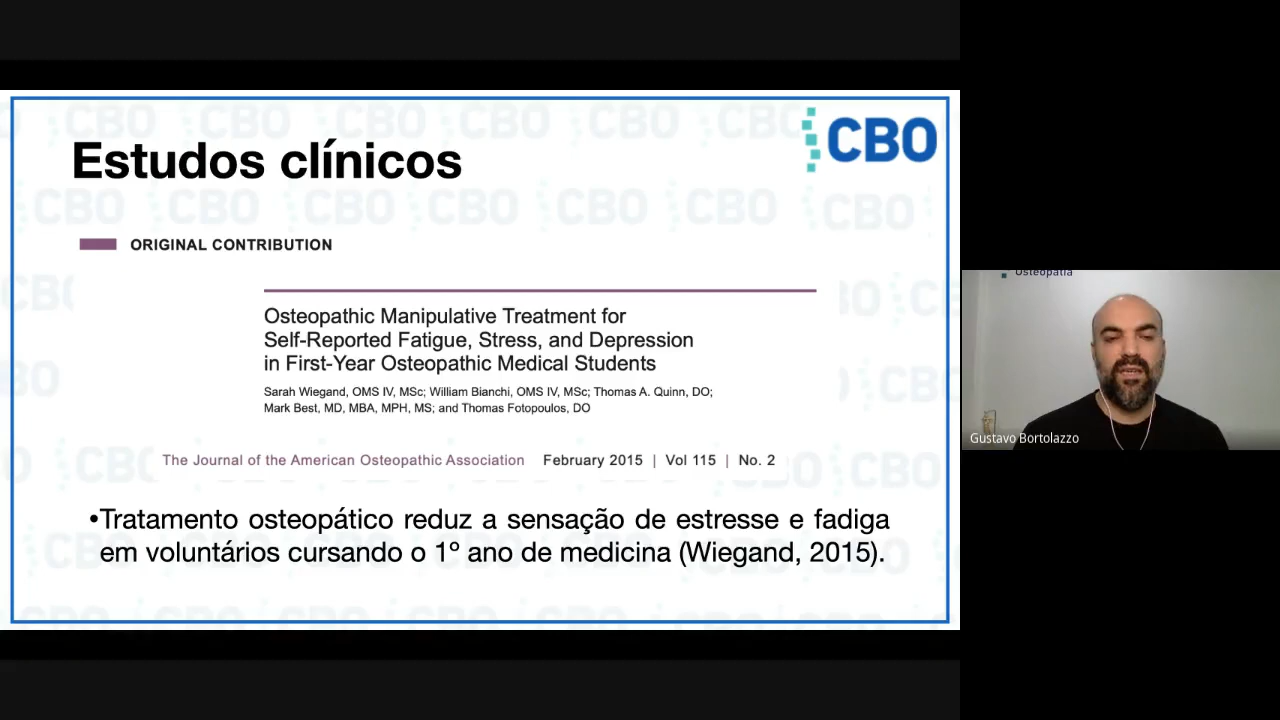 Estudos clínicos
CBO
ORIGINAL CONTRIBUTION
Osteopathic Manipulative Treatment for
Self-Reported Fatigue, Stress, and Depression
in First-Year Osteopathic Medical Students
Sarah Wiegand, OMS IV, MSc; William Bianchi, OMS IV, MSc; Thomas A. Quinn, DO;
Mark Best, MD, MBA, MPH, MS; and Thomas Fotopoulos, DO
The Journal of the American Osteopathic Association February 2015 | Vol 115 | No. 2
•Tratamento osteopático reduz a sensação de estresse e fadiga
em voluntários cursando o 1º ano de medicina (Wiegand, 2015).
Osteopatia
Gustavo Bortolazzo